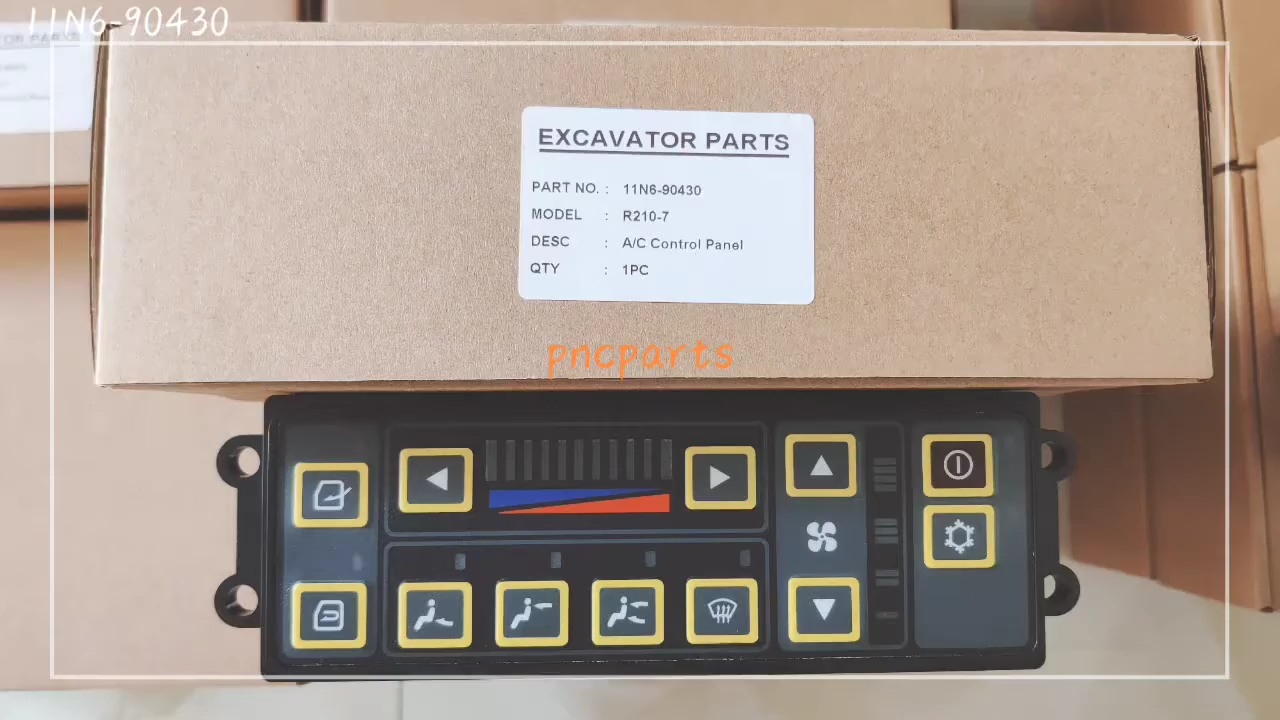 11N6-90430
EXCAVATOR PARTS
PART NO. : 11N6-90430
MODEL : R210-7
DESC : A/C Control Panel
QTY : 1PC
pncparts